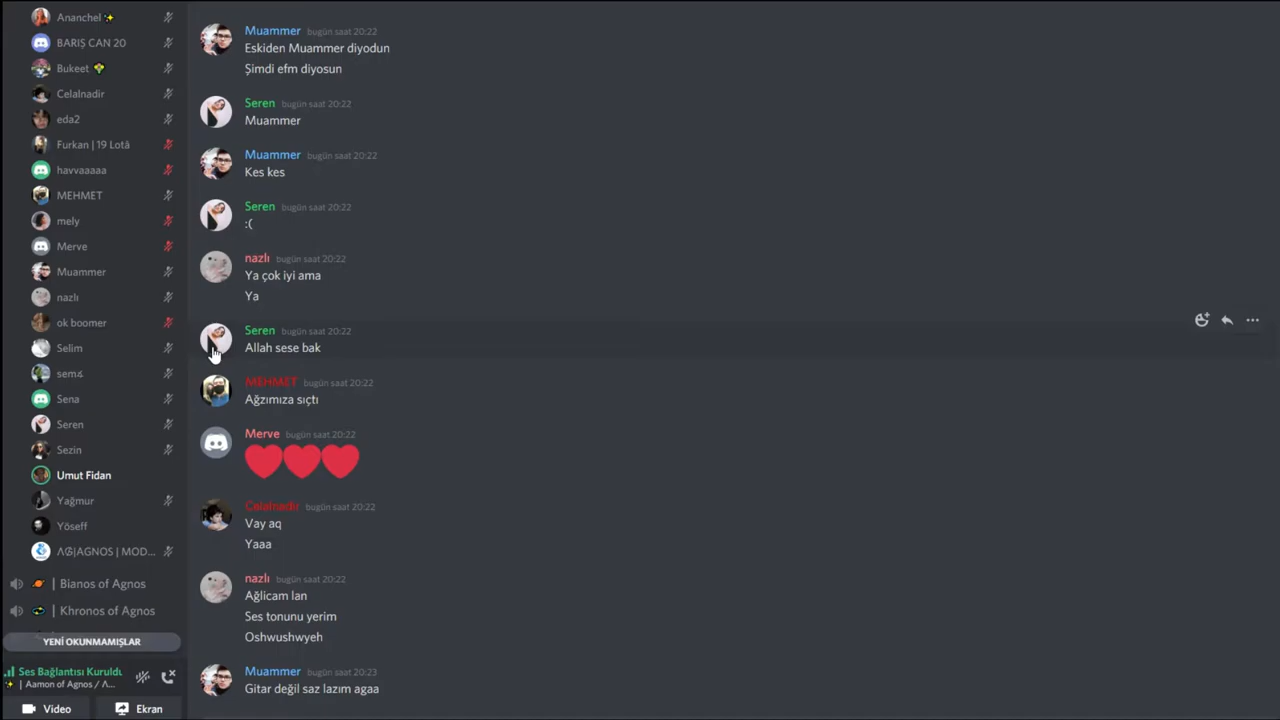 Ananchel
BARIŞ CAN 20
Bukeet
Celalnadir
eda2
Furkan | 19 Lotâ
havvaaaaa
MEHMET
mely
Merve
Muammer
nazlı
ok boomer
Selim
sem4
Sena
Seren
Sezin
Umut Fidan
Yağmur
Yöseff
ΛG|AGNOS | MOD...
| Bianos of Agnos
| Khronos of Agnos
YENİ OKUNMAMIŞLAR
Ses Bağlantısı Kuruldu
| Aamon of Agnos / Λ...
Video
Ekran
Muammer bugün saat 20:22
Eskiden Muammer diyodun
Şimdi efm diyosun
Seren bugün saat 20:22
Muammer
Muammer bugün saat 20:22
Kes kes
Seren bugün saat 20:22
:(
nazlı bugün saat 20:22
Ya çok iyi ama
Ya
Seren bugün saat 20:22
Allah sese bak
MEHMET bugün saat 20:22
Ağzımıza sıçtı
Merve bugün saat 20:22
Celalnadir bugün saat 20:22
Vay aq
Yaaa
nazlı bugün saat 20:22
Ağlicam lan
Ses tonunu yerim
Oshwushwyeh
Muammer bugün saat 20:23
Gitar değil saz lazım agaa